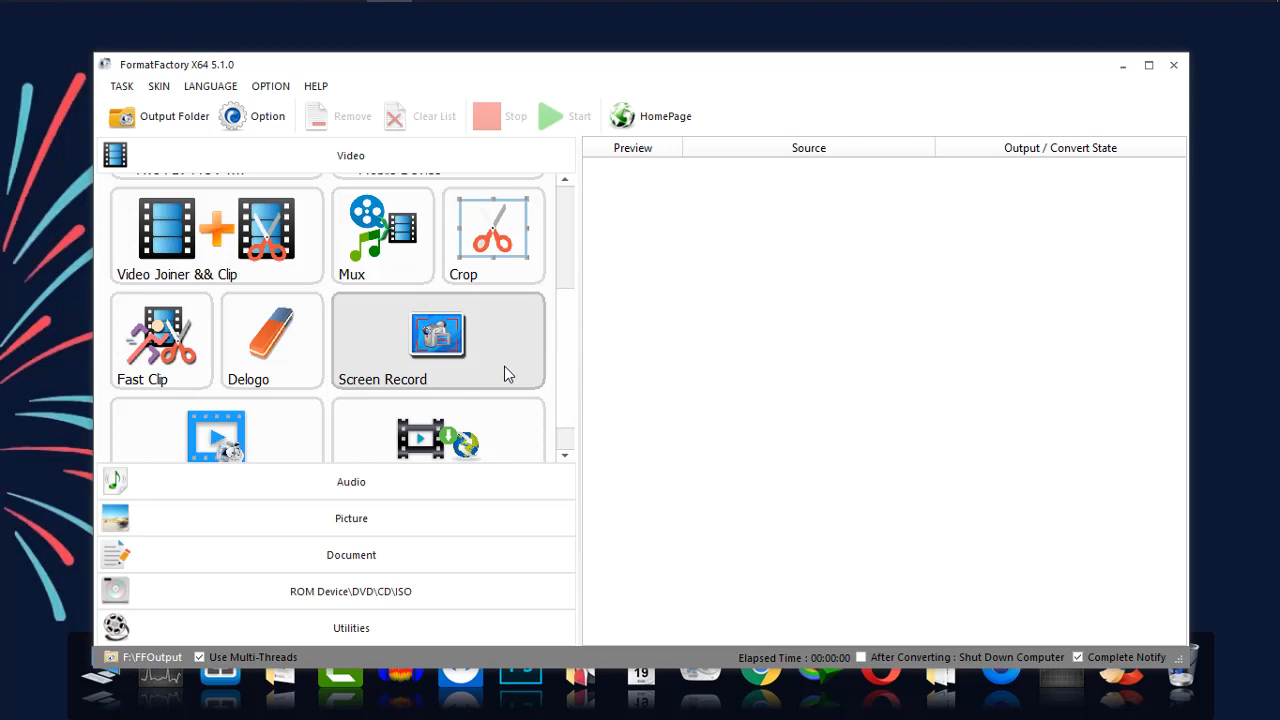 FormatFactory X64 5.1.0
TASK SKIN LANGUAGE OPTION HELP
Output Folder Option Remove Clear List Stop Start HomePage
Video Preview Source Output / Convert State
Video Joiner && Clip Mux Crop
Fast Clip Delogo Screen Record
Audio
Picture
Document
ROM Device\DVD\CD\ISO
Utilities
F:\FFOutput Use Multi-Threads Elapsed Time : 00:00:00 After Converting : Shut Down Computer Complete Notify
19